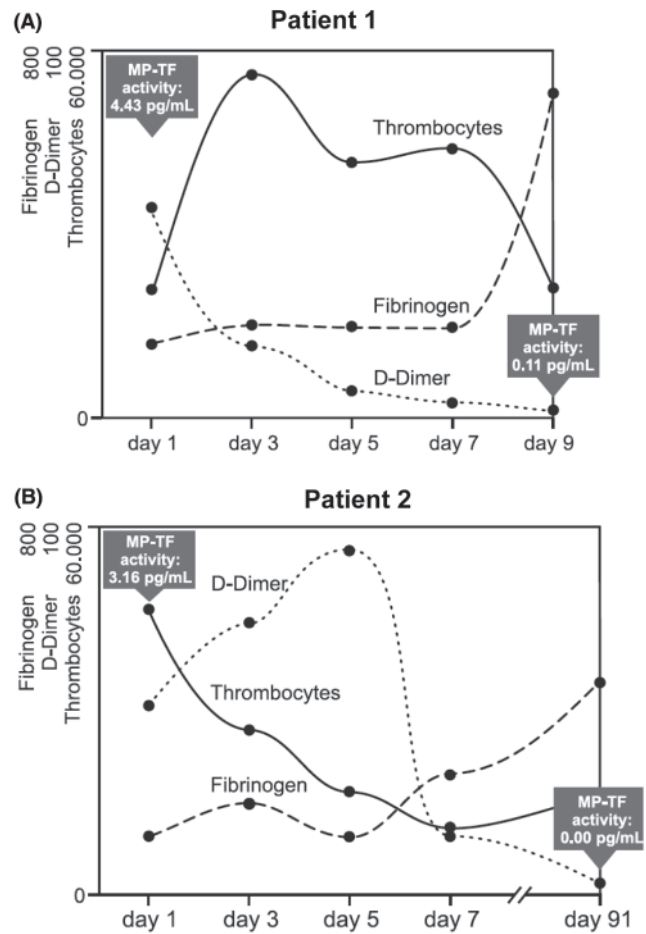 (A)
Patient 1
800
100
60.000
Fibrinogen
D-Dimer
Thrombocytes
0
MP-TF
activity:
4.43 pg/mL
Thrombocytes
Fibrinogen
D-Dimer
MP-TF
activity:
0.11 pg/mL
day 1 day 3 day 5 day 7 day 9
(B)
Patient 2
800
100
60.000
Fibrinogen
D-Dimer
Thrombocytes
0
MP-TF
activity:
3.16 pg/mL
D-Dimer
Thrombocytes
Fibrinogen
MP-TF
activity:
0.00 pg/mL
day 1 day 3 day 5 day 7 day 91